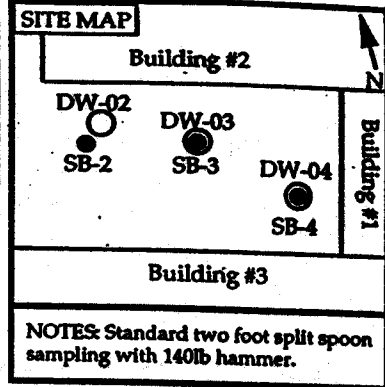 SITE MAP
Building #2
N
DW-02
DW-03
SB-2
SB-3
DW-04
SB-4
Building #1
Building #3
NOTES: Standard two foot split spoon
sampling with 140lb hammer.